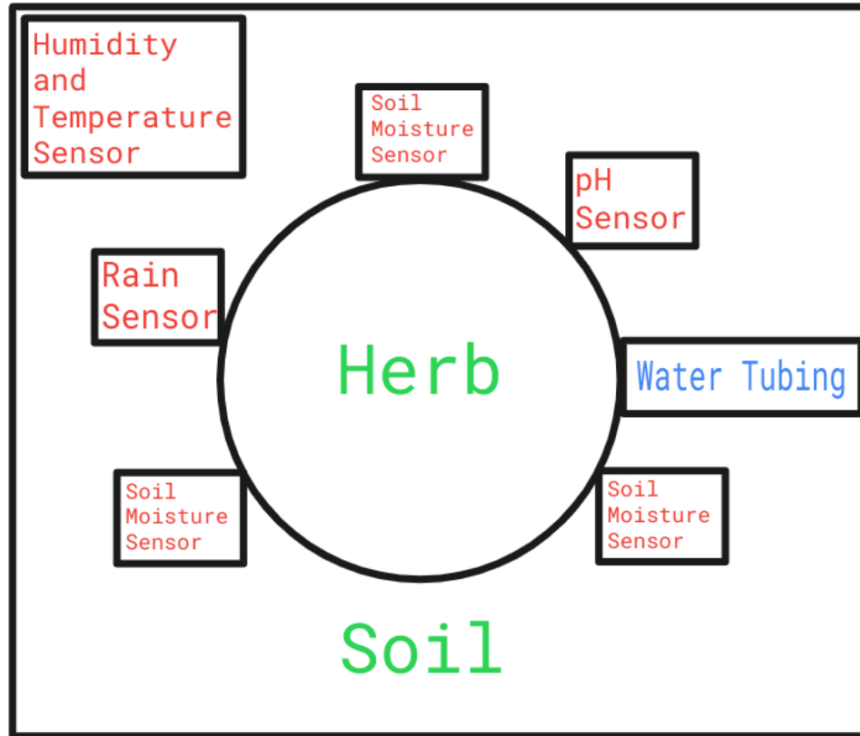 Humidity
and
Temperature
Sensor
Soil
Moisture
Sensor
pH
Sensor
Rain
Sensor
Herb
Water Tubing
Soil
Moisture
Sensor
Soil
Moisture
Sensor
Soil